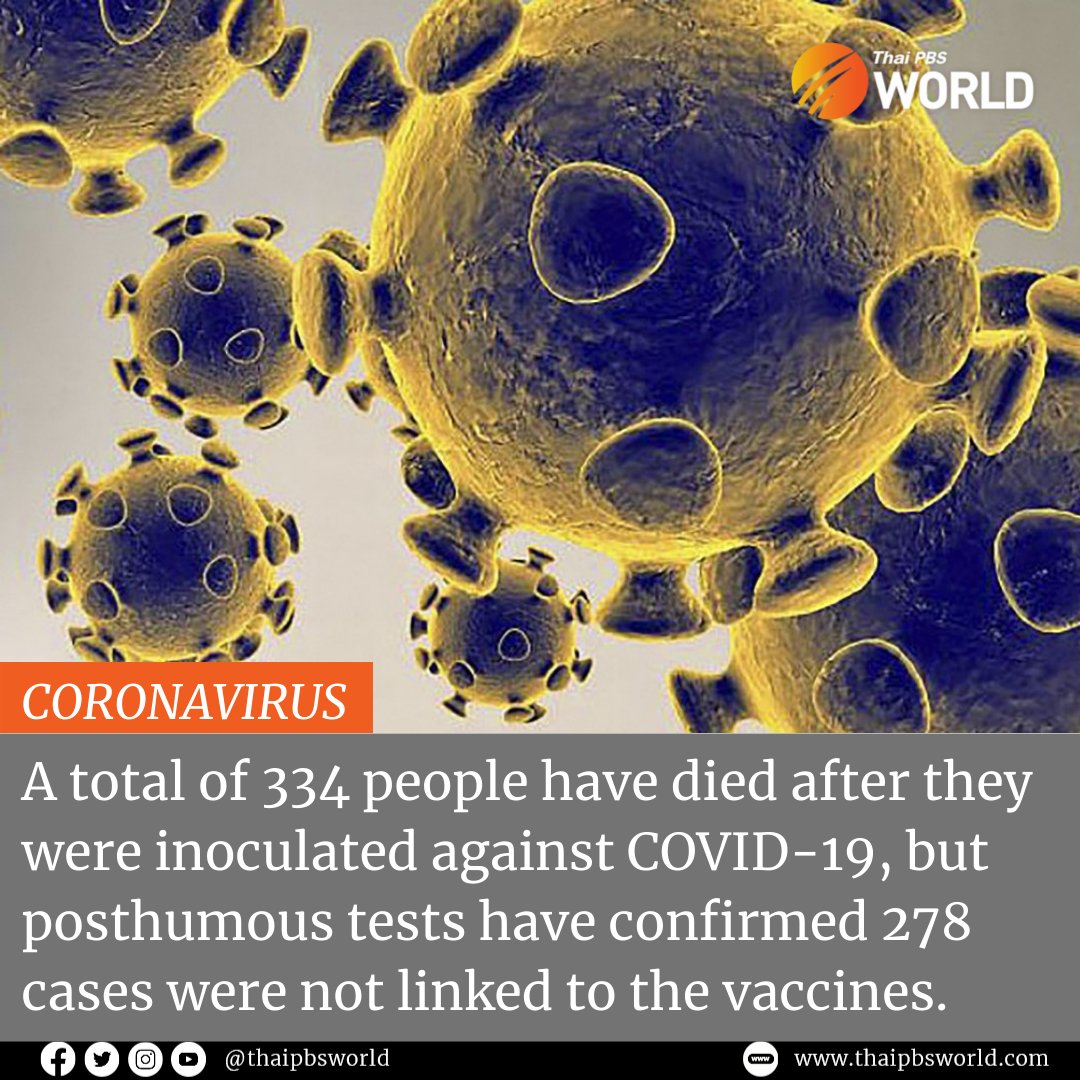 Thai PBS
WORLD
CORONAVIRUS
A total of 334 people have died after they
were inoculated against COVID-19, but
posthumous tests have confirmed 278
cases were not linked to the vaccines.
@thaipbsworld
www
www.thaipbsworld.com